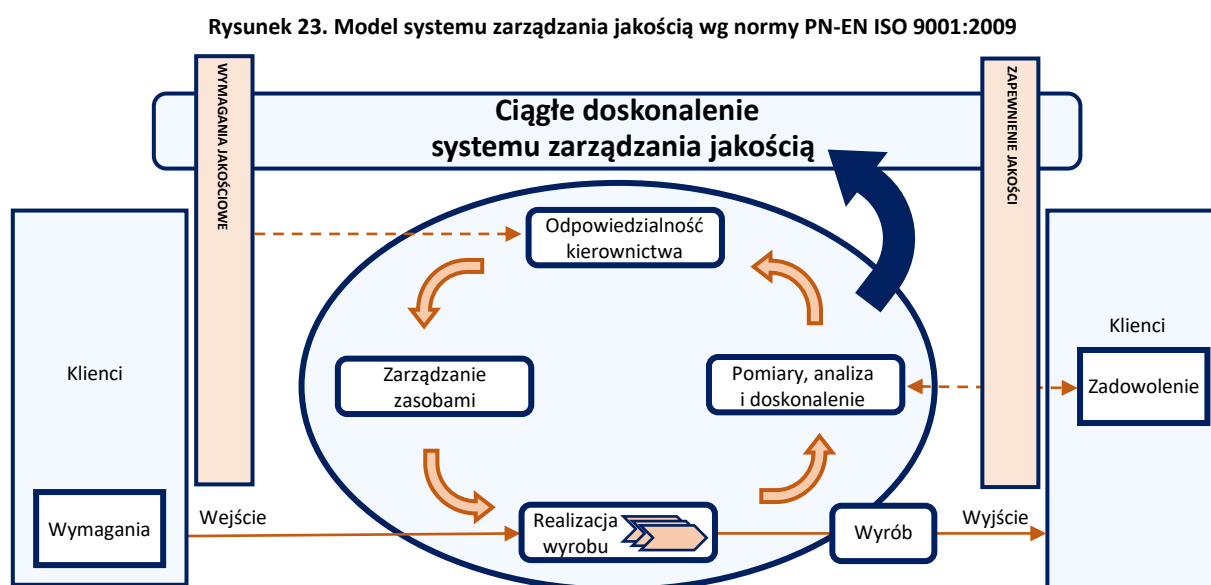 Rysunek 23. Model systemu zarządzania jakością wg normy PN-EN ISO 9001:2009
WYMAGANIA JAKOŚCIOWE
ZAPEWNIENIE JAKOŚCI
Ciągłe doskonalenie
systemu zarządzania jakością
Odpowiedzialność
kierownictwa
Klienci
Zarządzanie
zasobami
Pomiary, analiza
i doskonalenie
Klienci
Zadowolenie
Wymagania
Wejście
Realizacja
wyrobu
Wyrób
Wyjście